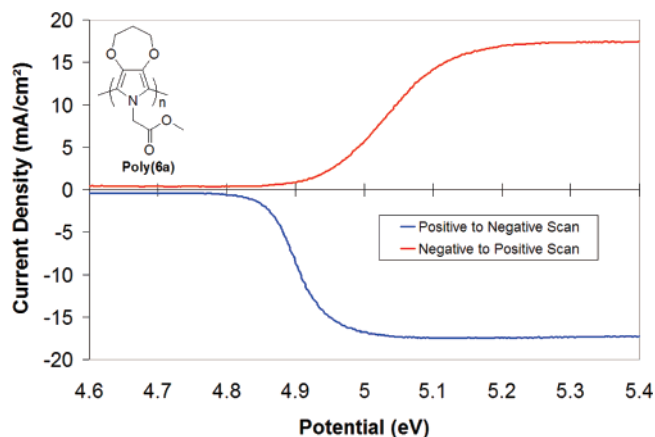 20
15
10
5
0
-5
-10
-15
-20
Current Density (mA/cm²)
O O
N
n
O
O
Poly(6a)
Positive to Negative Scan
Negative to Positive Scan
4.6 4.7 4.8 4.9 5 5.1 5.2 5.3 5.4
Potential (eV)